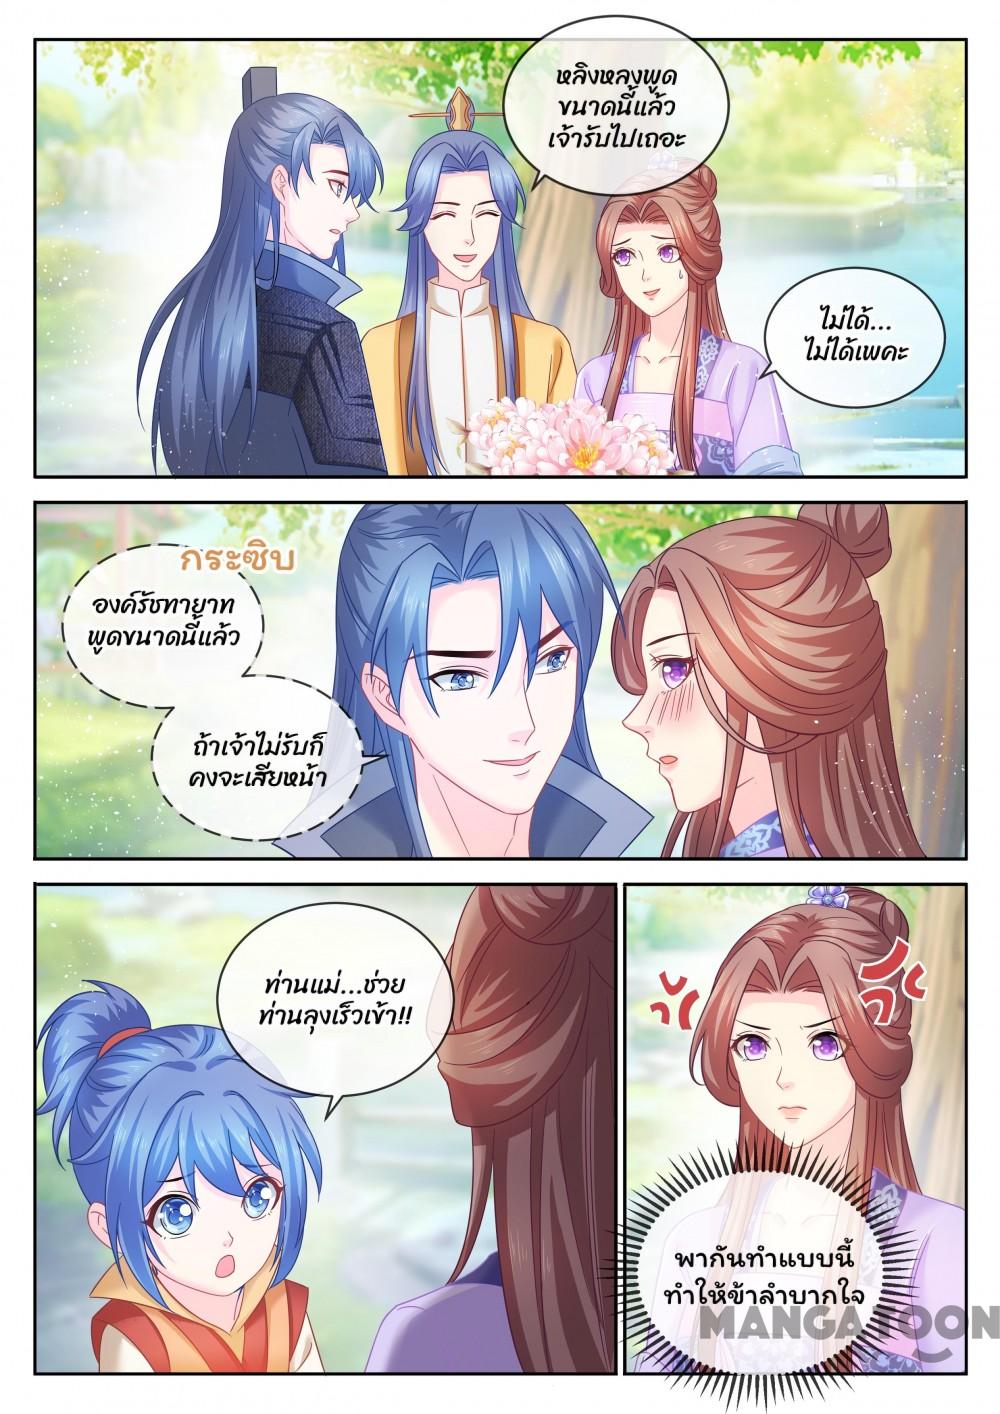 หลิงหลงพูด
ขนาดนี้แล้ว
เจ้ารับไปเถอะ
ไม่ได้...
ไม่ได้เพคะ
กระซิบ
องค์รัชทายาท
พูดขนาดนี้แล้ว
ถ้าเจ้าไม่รับก็
คงจะเสียหน้า
ท่านแม่...ช่วย
ท่านลุงเร็วเข้า!!
พากันทำแบบนี้
ทำให้ข้าลำบากใจ
MANGATOON